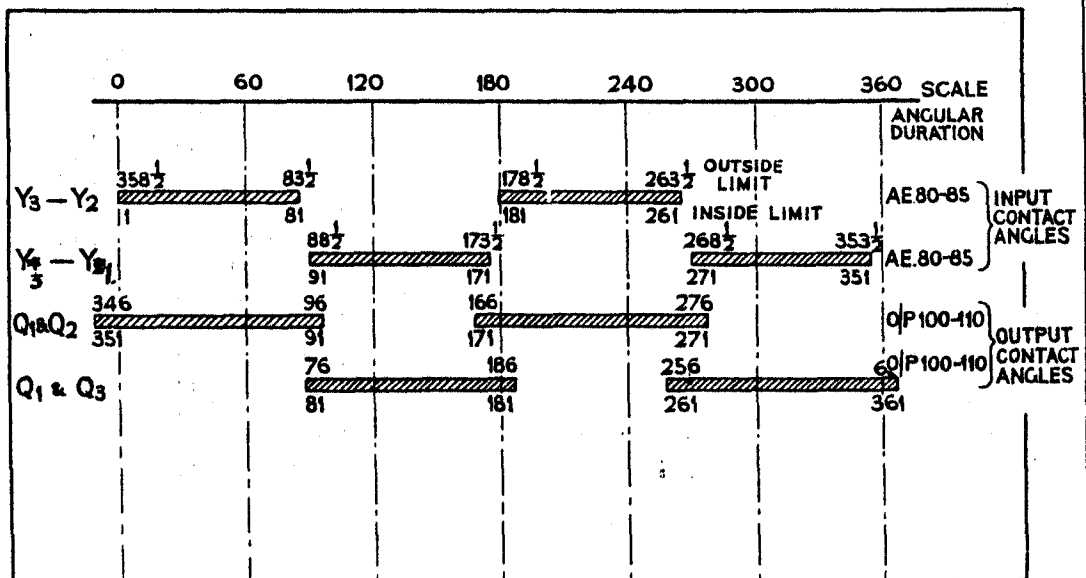 0 60 120 180 240 300 360 SCALE
ANGULAR
DURATION
358½ 83½ 178½ 263½ OUTSIDE
LIMIT
Y3 — Y2 AE.80-85 INPUT
1 81 181 261 INSIDE LIMIT CONTACT
ANGLES
88½ 173½ 268½ 353½
AE.80-85
91 171 271 351
346 96 166 276
Q1&Q2 O/P100-110 OUTPUT
351 91 171 271 CONTACT
ANGLES
76 186 256 6 O/P100-110
Q1 & Q3
81 181 261 361